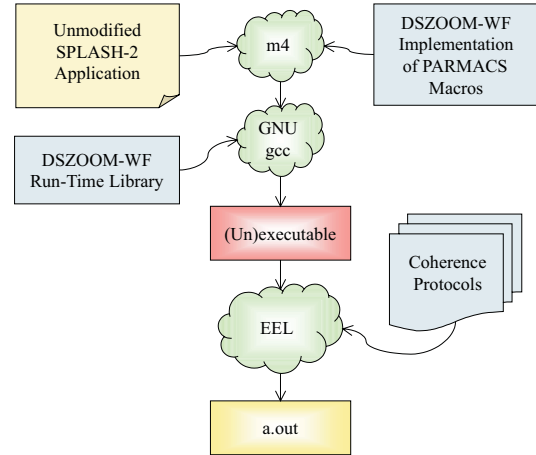 Unmodified
SPLASH-2
Application
m4
DSZOOM-WF
Implementation
of PARMACS
Macros
GNU
gcc
DSZOOM-WF
Run-Time Library
(Un)executable
Coherence
Protocols
EEL
a.out